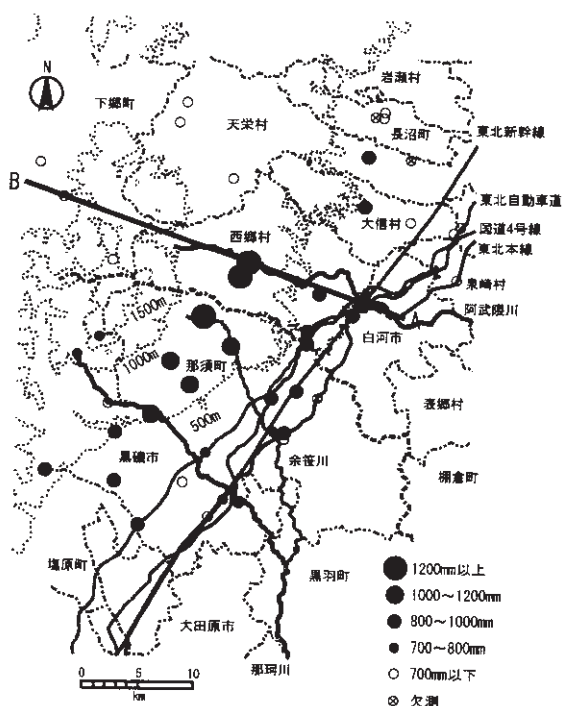 岩瀬村
N
下郷町
天栄村
長沼町
東北新幹線
B
東北自動車道
大信村
国道4号線
西郷村
東北本線
泉崎村
1500m
阿武隈川
A
白河市
1000m
那須町
表郷村
500m
黒磯市
余笹川
棚倉町
塩原町
黒羽町
大田原市
那珂川
1200mm以上
1000～1200mm
800～1000mm
700～800mm
700mm以下
欠測
0 5 10
km